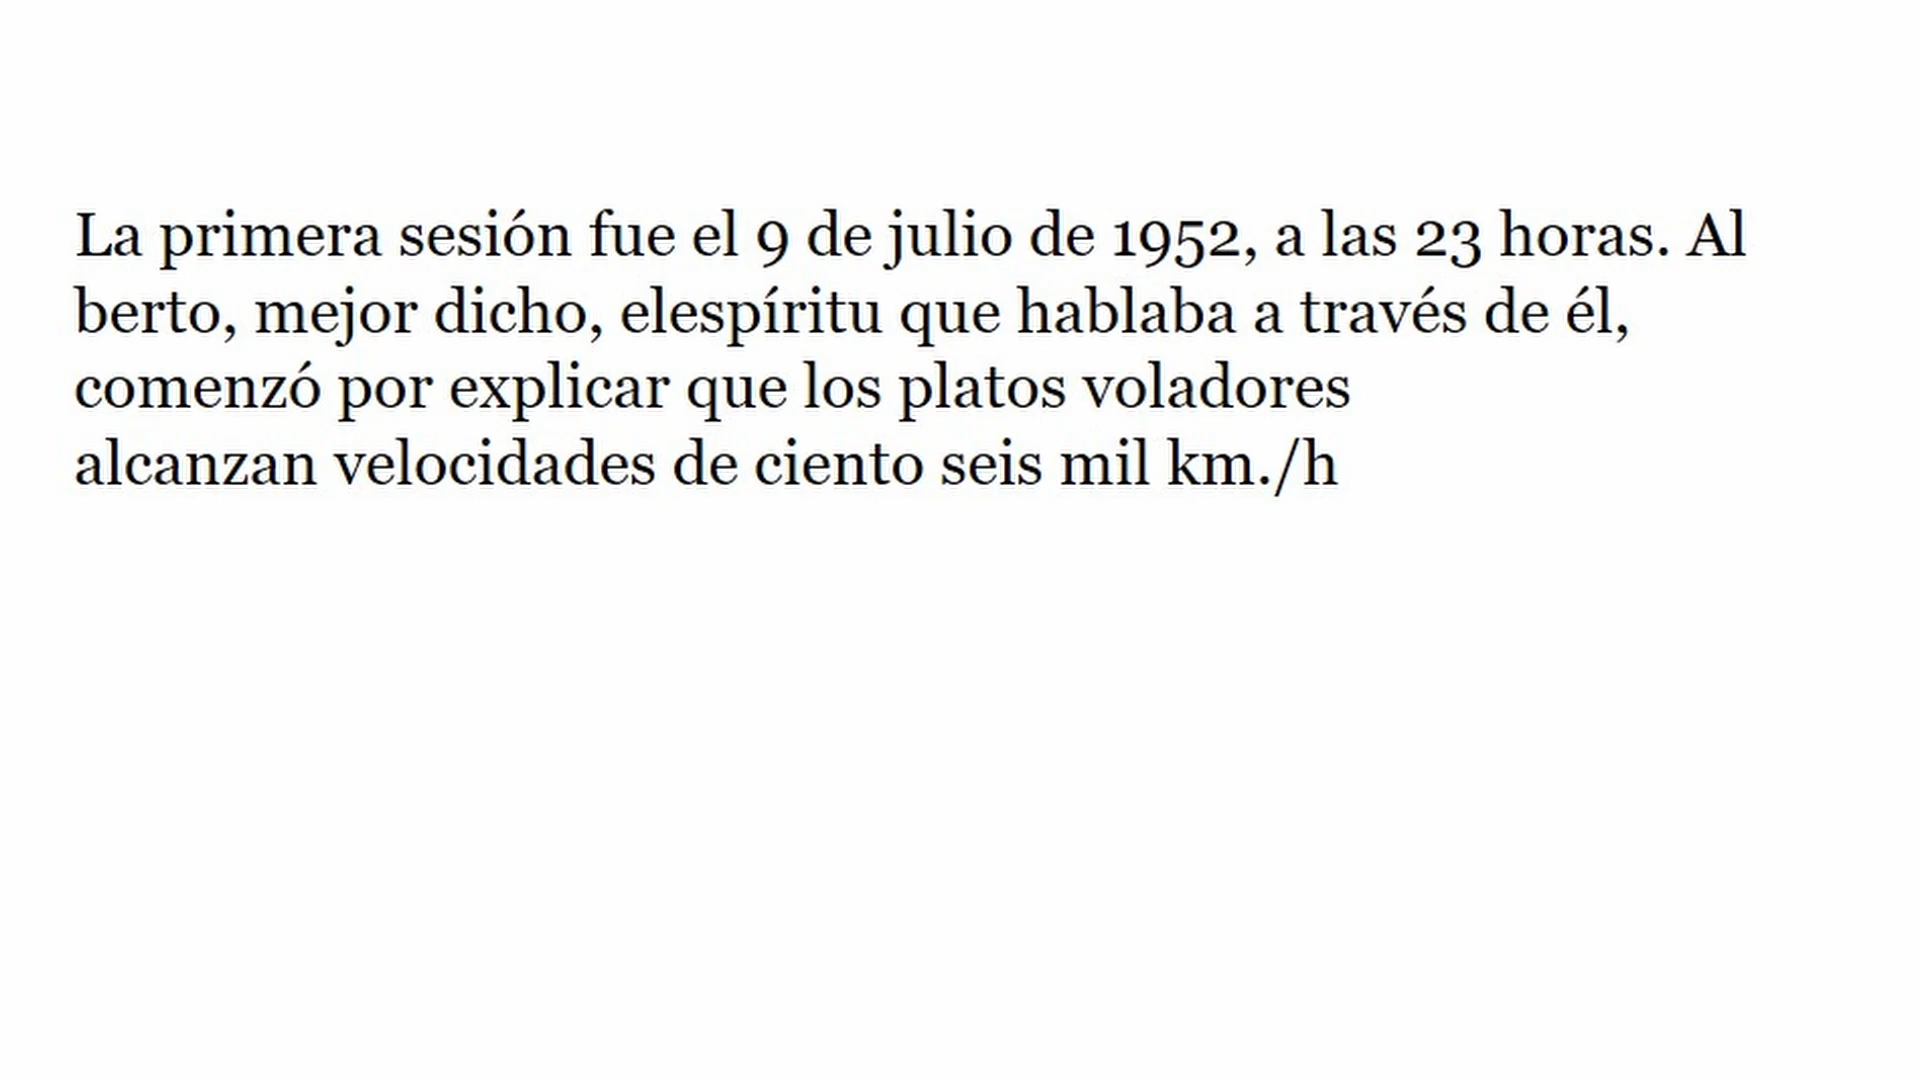 La primera sesión fue el 9 de julio de 1952, a las 23 horas. Al
berto, mejor dicho, elespíritu que hablaba a través de él,
comenzó por explicar que los platos voladores
alcanzan velocidades de ciento seis mil km./h